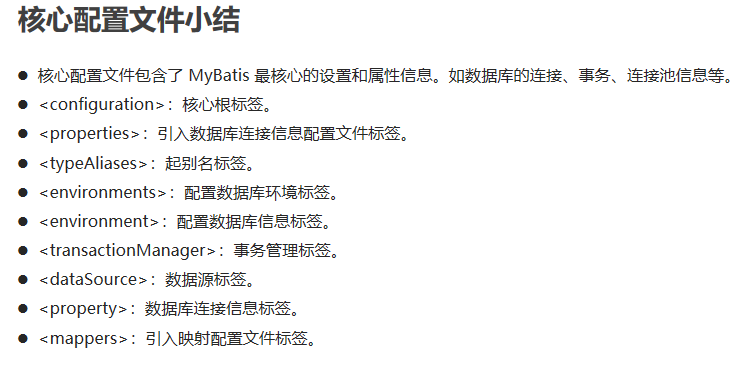 核心配置文件小结
● 核心配置文件包含了 MyBatis 最核心的设置和属性信息。如数据库的连接、事务、连接池信息等。
● <configuration>：核心根标签。
● <properties>：引入数据库连接信息配置文件标签。
● <typeAliases>：起别名标签。
● <environments>：配置数据库环境标签。
● <environment>：配置数据库信息标签。
● <transactionManager>：事务管理标签。
● <dataSource>：数据源标签。
● <property>：数据库连接信息标签。
● <mappers>：引入映射配置文件标签。